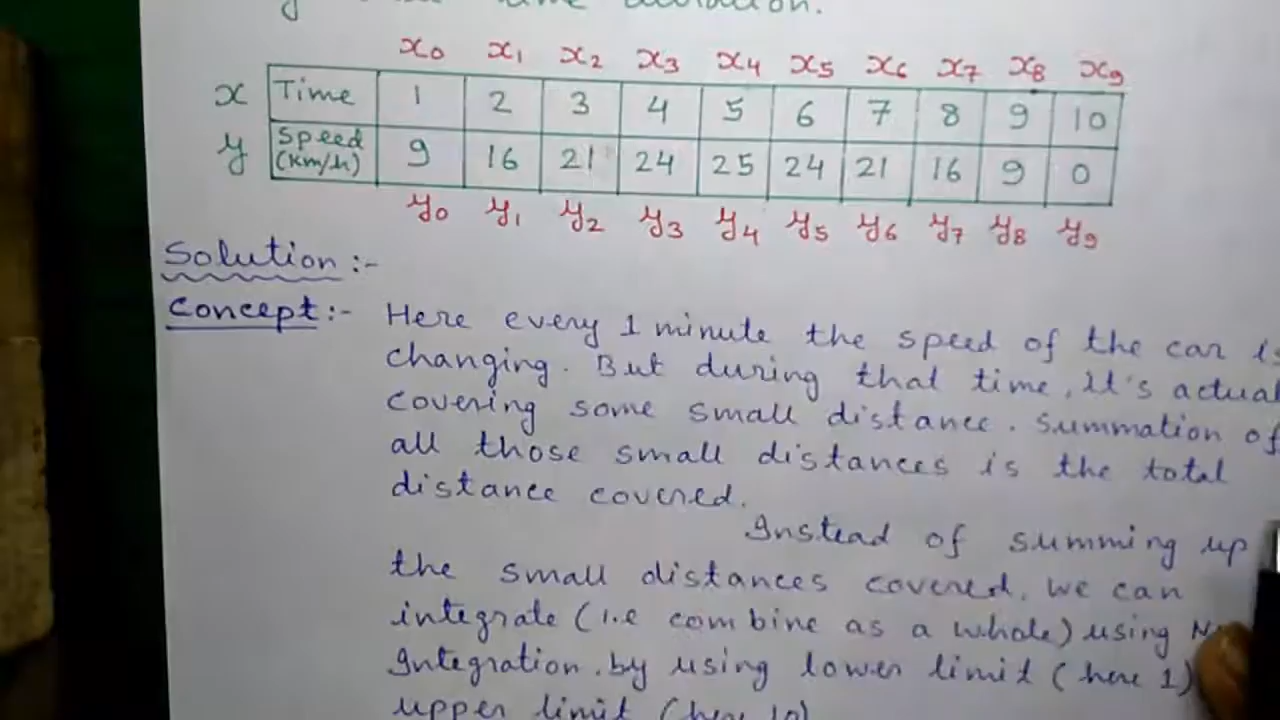 x₀ x₁ x₂ x₃ x₄ x₅ x₆ x₇ x₈ x₉
x Time 1 2 3 4 5 6 7 8 9 10
y Speed (Km/h) 9 16 21 24 25 24 21 16 9 0
y₀ y₁ y₂ y₃ y₄ y₅ y₆ y₇ y₈ y₉
Solution :-
Concept :- Here every 1 minute the speed of the car is
changing. But during that time, it's actual
covering some small distance. Summation of
all those small distances is the total
distance covered.
Instead of summing up
the small distances covered, we can
integrate (i.e combine as a whole) using
Integration. by using lower limit (here 1)
upper limit (here 10)